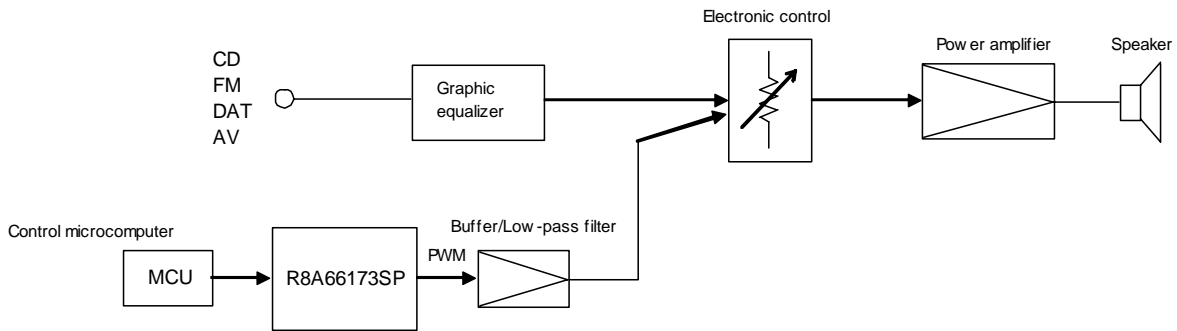 Electronic control
Power amplifier
Speaker
CD
FM
DAT
AV
Graphic
equalizer
Buffer/Low-pass filter
Control microcomputer
MCU
R8A66173SP
PWM